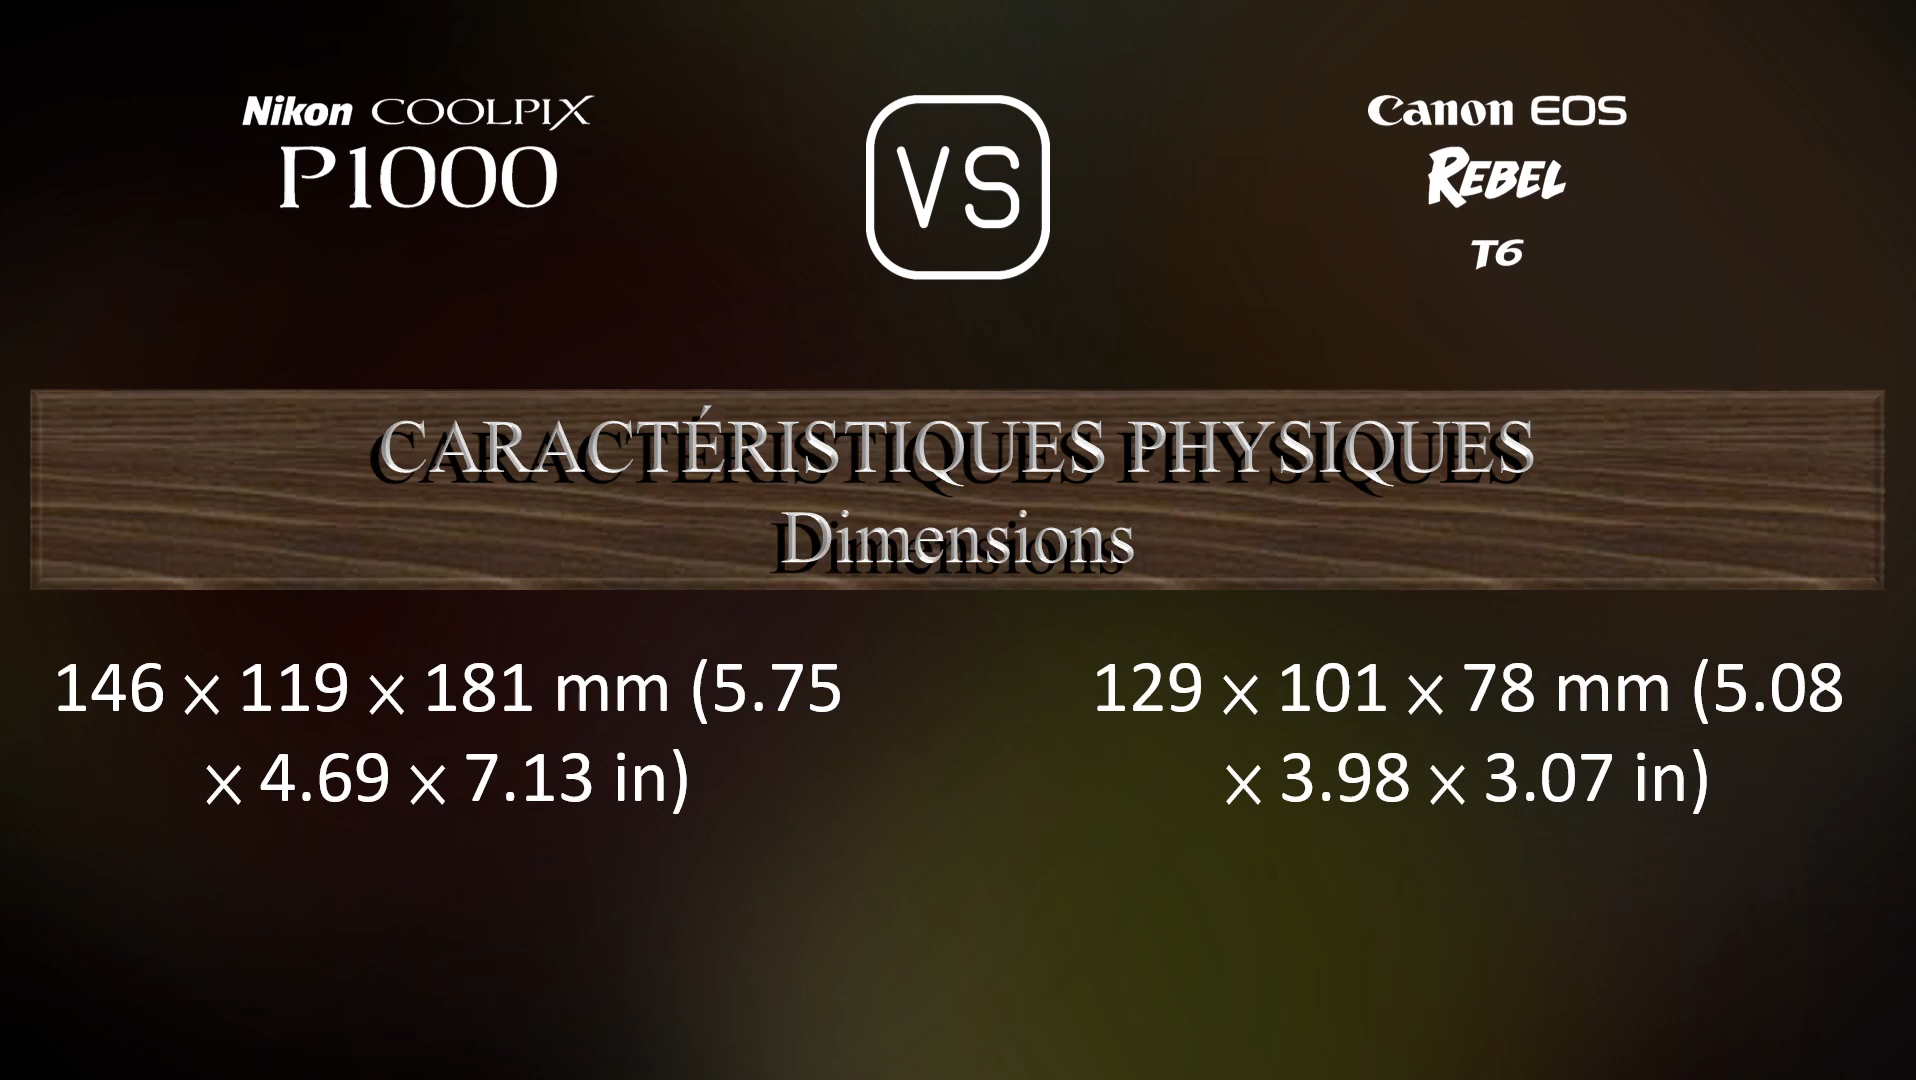 Nikon COOLPIX
P1000
VS
Canon EOS
REBEL
T6
CARACTÉRISTIQUES PHYSIQUES
Dimensions
146 x 119 x 181 mm (5.75
x 4.69 x 7.13 in)
129 x 101 x 78 mm (5.08
x 3.98 x 3.07 in)